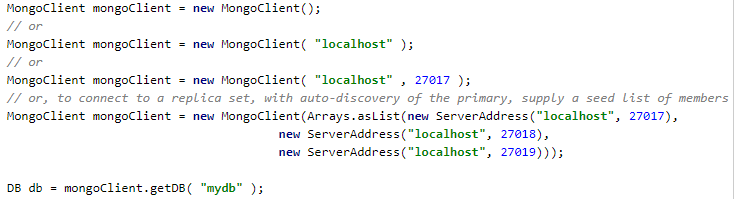 MongoClient mongoClient = new MongoClient();
// or
MongoClient mongoClient = new MongoClient( "localhost" );
// or
MongoClient mongoClient = new MongoClient( "localhost" , 27017 );
// or, to connect to a replica set, with auto-discovery of the primary, supply a seed list of members
MongoClient mongoClient = new MongoClient(Arrays.asList(new ServerAddress("localhost", 27017),
new ServerAddress("localhost", 27018),
new ServerAddress("localhost", 27019)));
DB db = mongoClient.getDB( "mydb" );